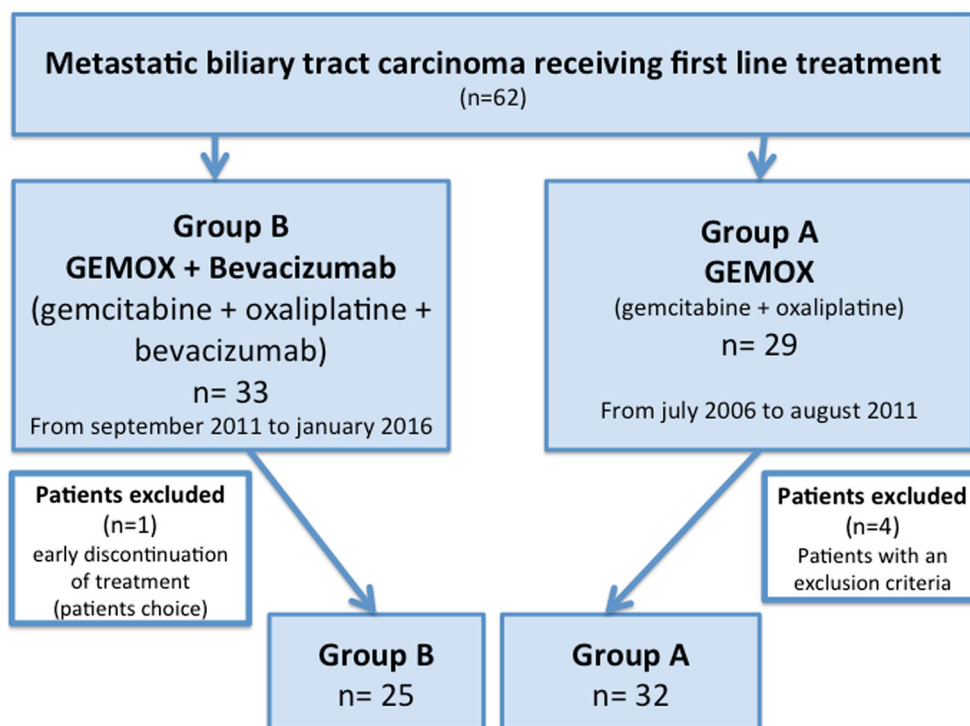 Metastatic biliary tract carcinoma receiving first line treatment
(n=62)
Group B
GEMOX + Bevacizumab
(gemcitabine + oxaliplatine +
bevacizumab)
n= 33
From september 2011 to january 2016
Group A
GEMOX
(gemcitabine + oxaliplatine)
n= 29
From july 2006 to august 2011
Patients excluded
(n=1)
early discontinuation
of treatment
(patients choice)
Patients excluded
(n=4)
Patients with an
exclusion criteria
Group B
n= 25
Group A
n= 32